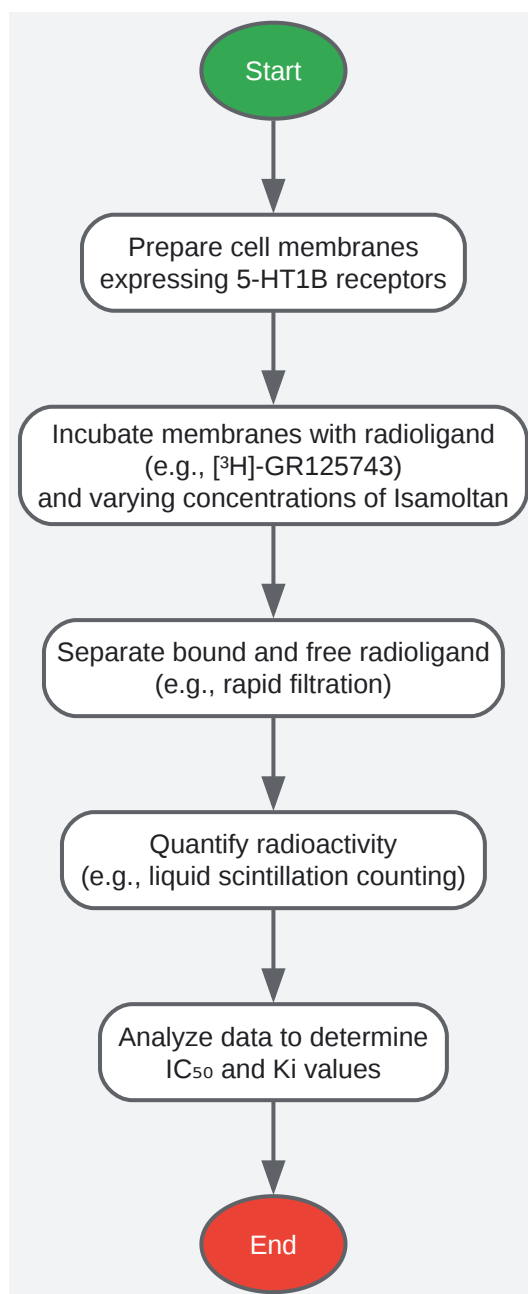 Start
Prepare cell membranes
expressing 5-HT1B receptors
Incubate membranes with radioligand
(e.g., [³H]-GR125743)
and varying concentrations of Isamoltan
Separate bound and free radioligand
(e.g., rapid filtration)
Quantify radioactivity
(e.g., liquid scintillation counting)
Analyze data to determine
IC₅₀ and Ki values
End